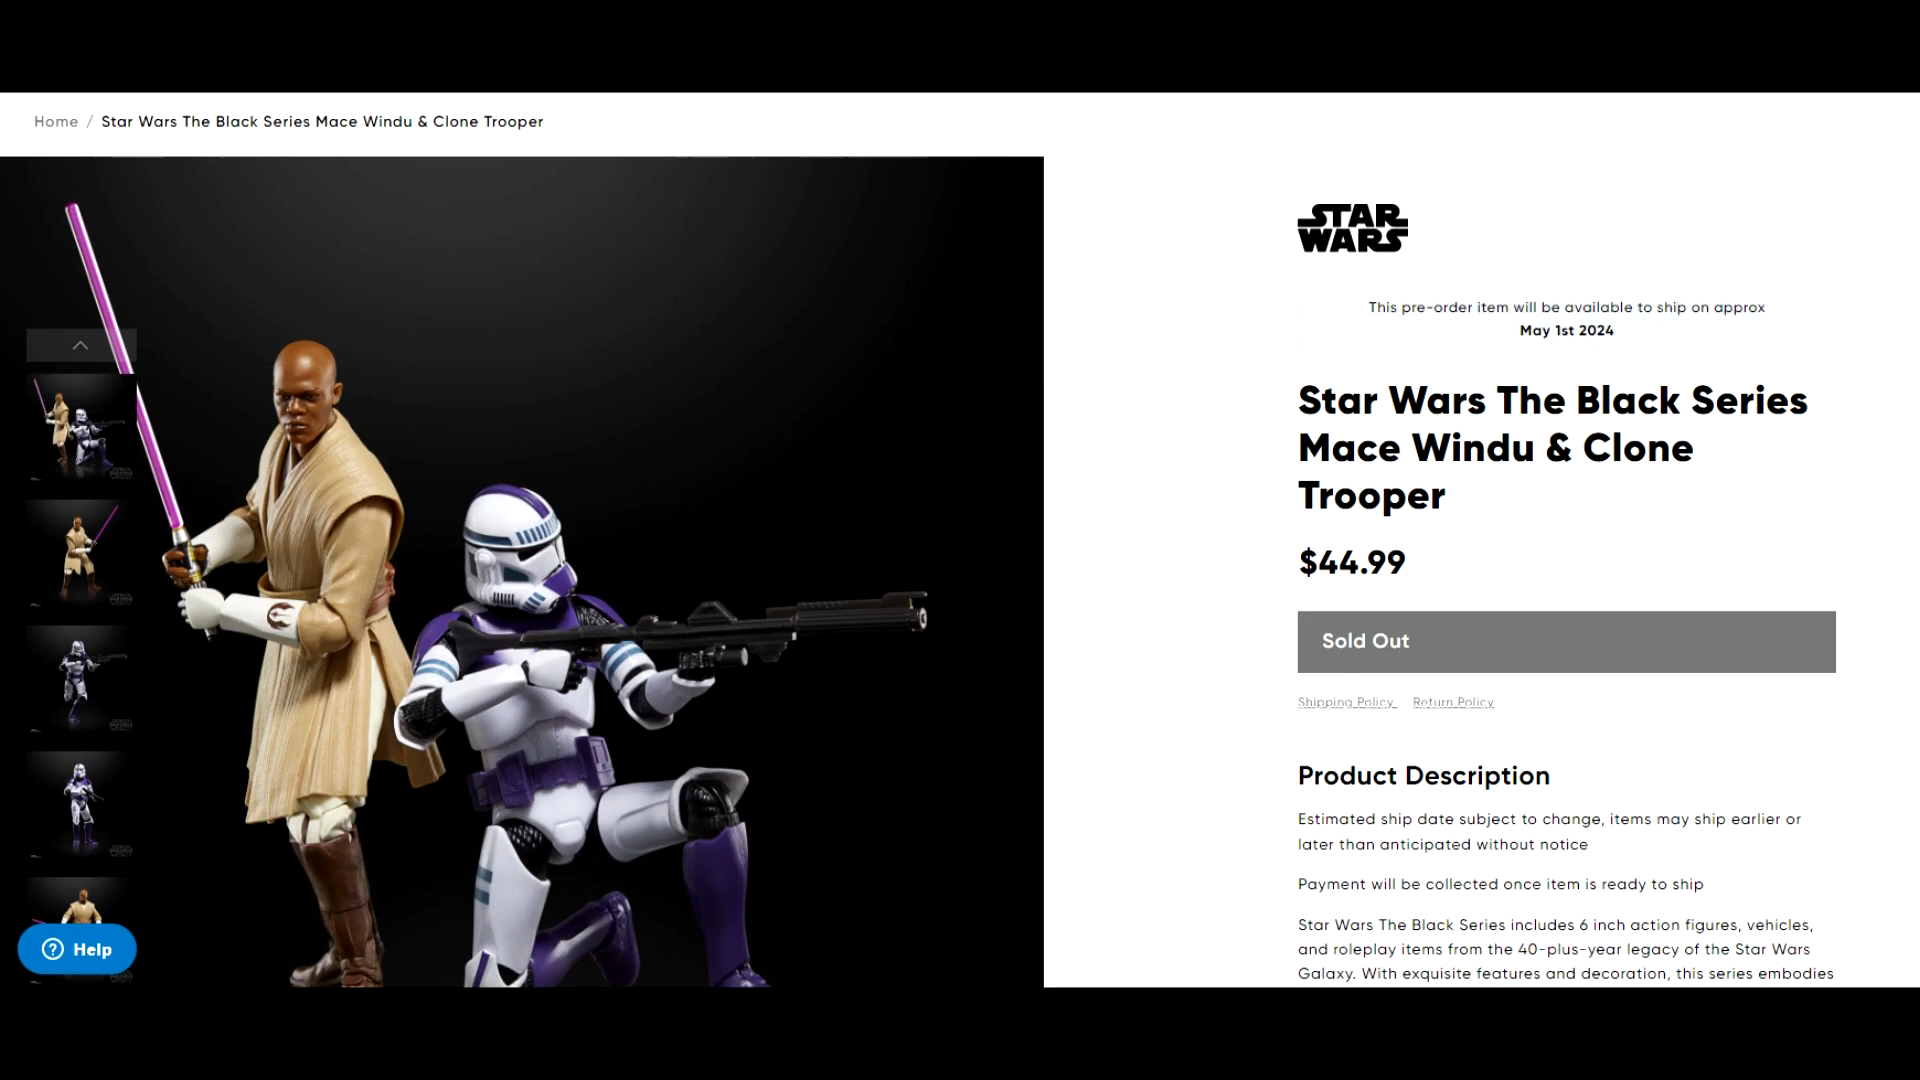 Home / Star Wars The Black Series Mace Windu & Clone Trooper
STAR
WARS
This pre-order item will be available to ship on approx
May 1st 2024
Star Wars The Black Series
Mace Windu & Clone
Trooper
$44.99
Sold Out
Shipping Policy Return Policy
Product Description
Estimated ship date subject to change, items may ship earlier or
later than anticipated without notice
Payment will be collected once item is ready to ship
Star Wars The Black Series includes 6 inch action figures, vehicles,
and roleplay items from the 40-plus-year legacy of the Star Wars
Galaxy. With exquisite features and decoration, this series embodies
Help